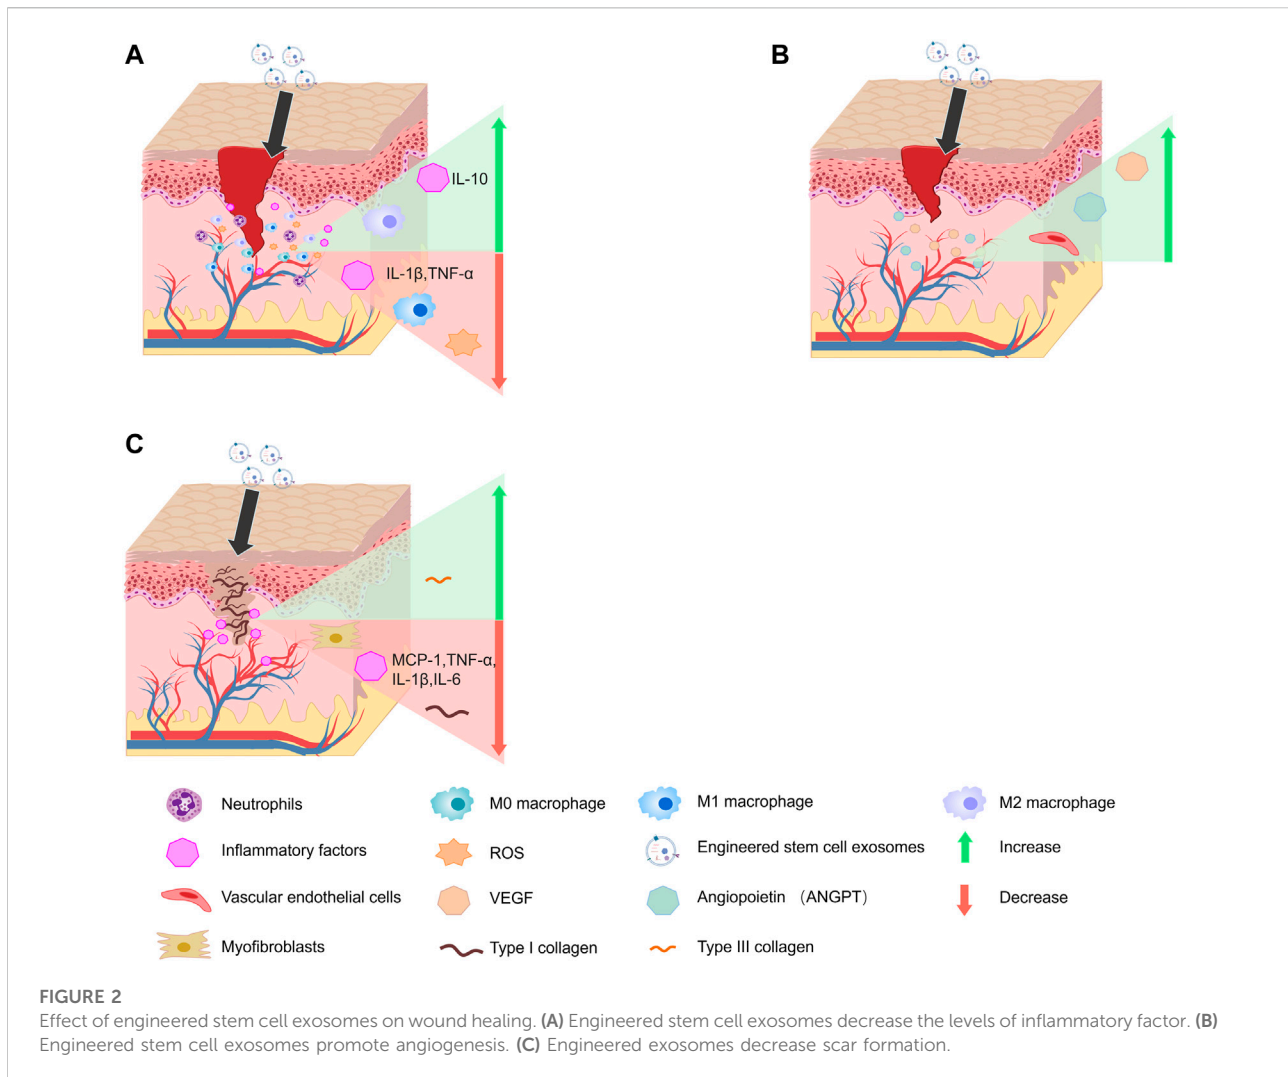 A
B
IL-10
IL-1β,TNF-α
C
MCP-1,TNF-α,
IL-1β,IL-6
Neutrophils
M0 macrophage
M1 macrophage
M2 macrophage
Inflammatory factors
ROS
Engineered stem cell exosomes
Increase
Vascular endothelial cells
VEGF
Angiopoietin （ANGPT）
Decrease
Myofibroblasts
Type I collagen
Type III collagen
FIGURE 2
Effect of engineered stem cell exosomes on wound healing. (A) Engineered stem cell exosomes decrease the levels of inflammatory factor. (B)
Engineered stem cell exosomes promote angiogenesis. (C) Engineered exosomes decrease scar formation.